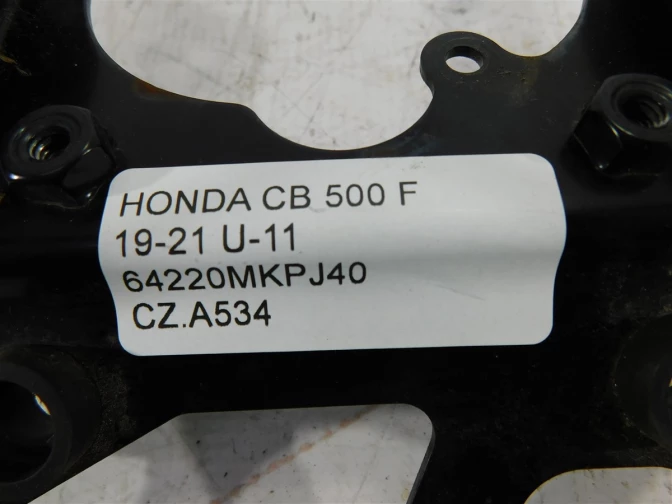 HONDA CB 500 F
19-21 U-11
64220MKPJ40
CZ.A534